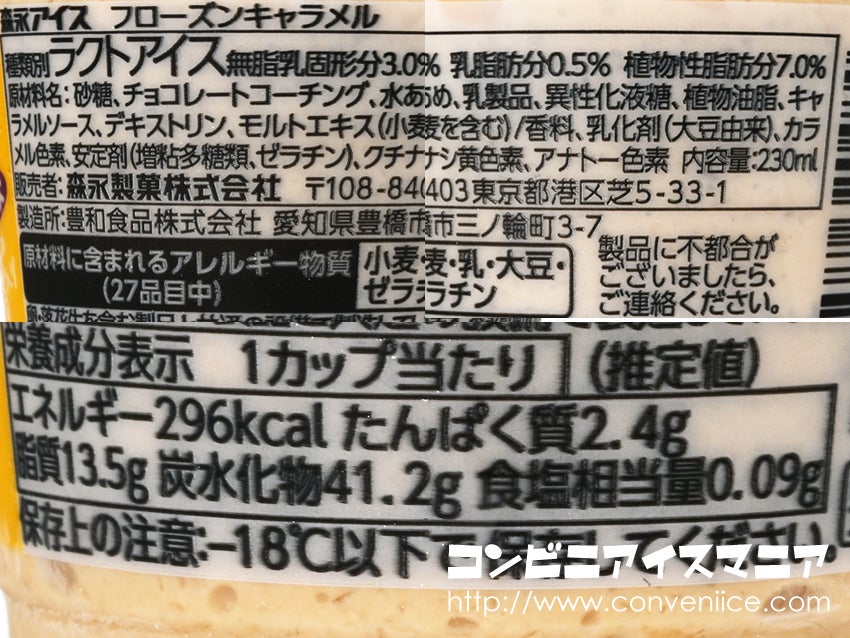 森永アイス フローズンキャラメル
種類別 ラクトアイス 無脂乳固形分3.0% 乳脂肪分0.5% 植物性脂肪分7.0%
原材料名:砂糖、チョコレートコーチング、水あめ、乳製品、異性化液糖、植物油脂、キャ
ラメルソース、デキストリン、モルトエキス(小麦を含む)/香料、乳化剤(大豆由来)、カラ
メル色素、安定剤(増粘多糖類、ゼラチン)、クチナシ黄色素、アナトー色素 内容量:230ml
販売者:森永製菓株式会社 〒108-8403東京都港区芝5-33-1
製造所:豊和食品株式会社 愛知県豊橋市三ノ輪町3-7
原材料に含まれるアレルギー物質
(27品目中)
小麦・乳・大豆・
ゼラチン
製品に不都合が
ございましたら、
ご連絡ください。
栄養成分表示 1カップ当たり (推定値)
エネルギー296kcal たんぱく質2.4g
脂質13.5g 炭水化物41.2g 食塩相当量0.09g
保存上の注意:−18℃以下で保存してください。
コンビニアイスマニア
http://www.conveniice.com